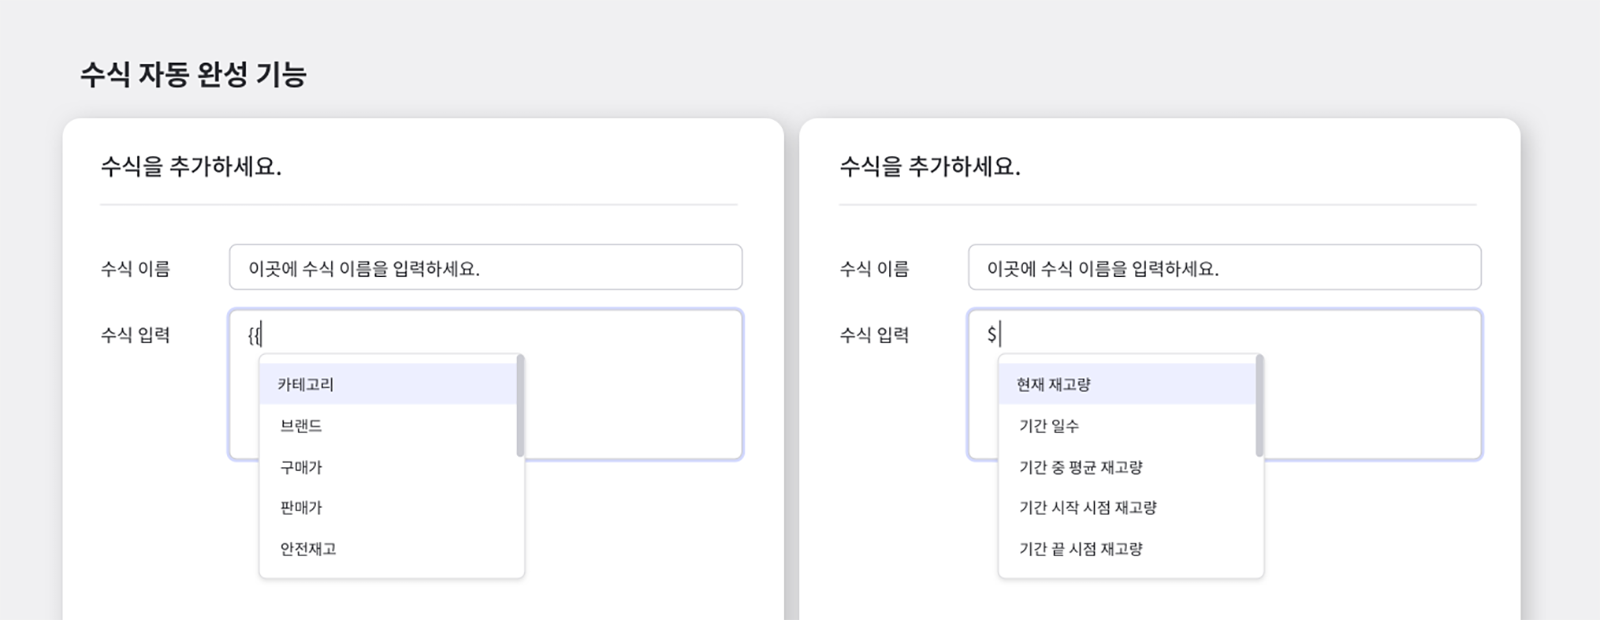 수식 자동 완성 기능
수식을 추가하세요.
수식 이름
이곳에 수식 이름을 입력하세요.
수식 입력
{{
카테고리
브랜드
구매가
판매가
안전재고
수식을 추가하세요.
수식 이름
이곳에 수식 이름을 입력하세요.
수식 입력
$
현재 재고량
기간 일수
기간 중 평균 재고량
기간 시작 시점 재고량
기간 끝 시점 재고량